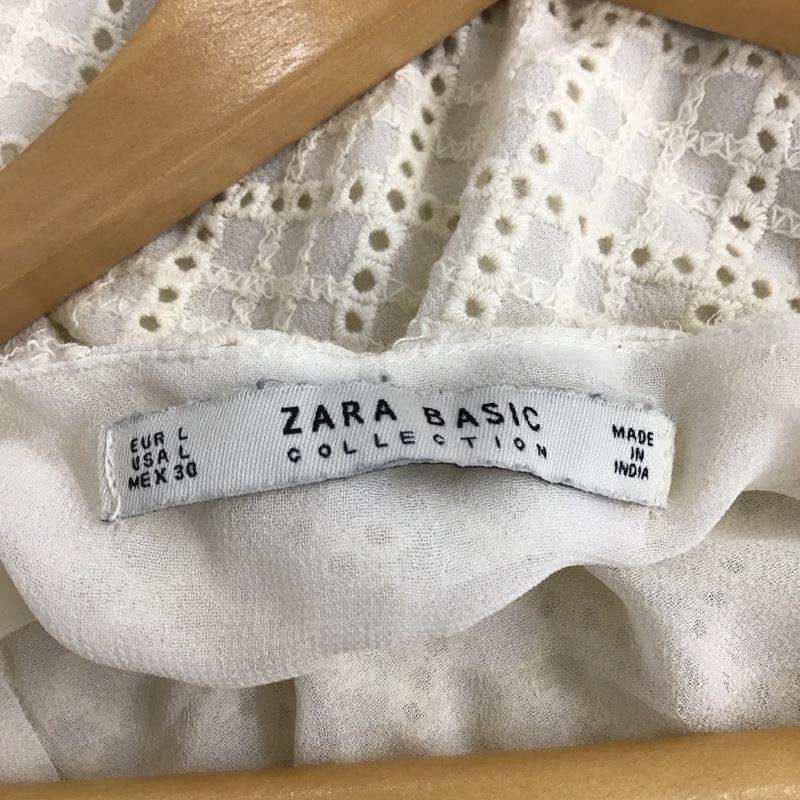 EUR L
USA L
MEX 30
ZARA BASIC
COLLECTION
MADE
IN
INDIA